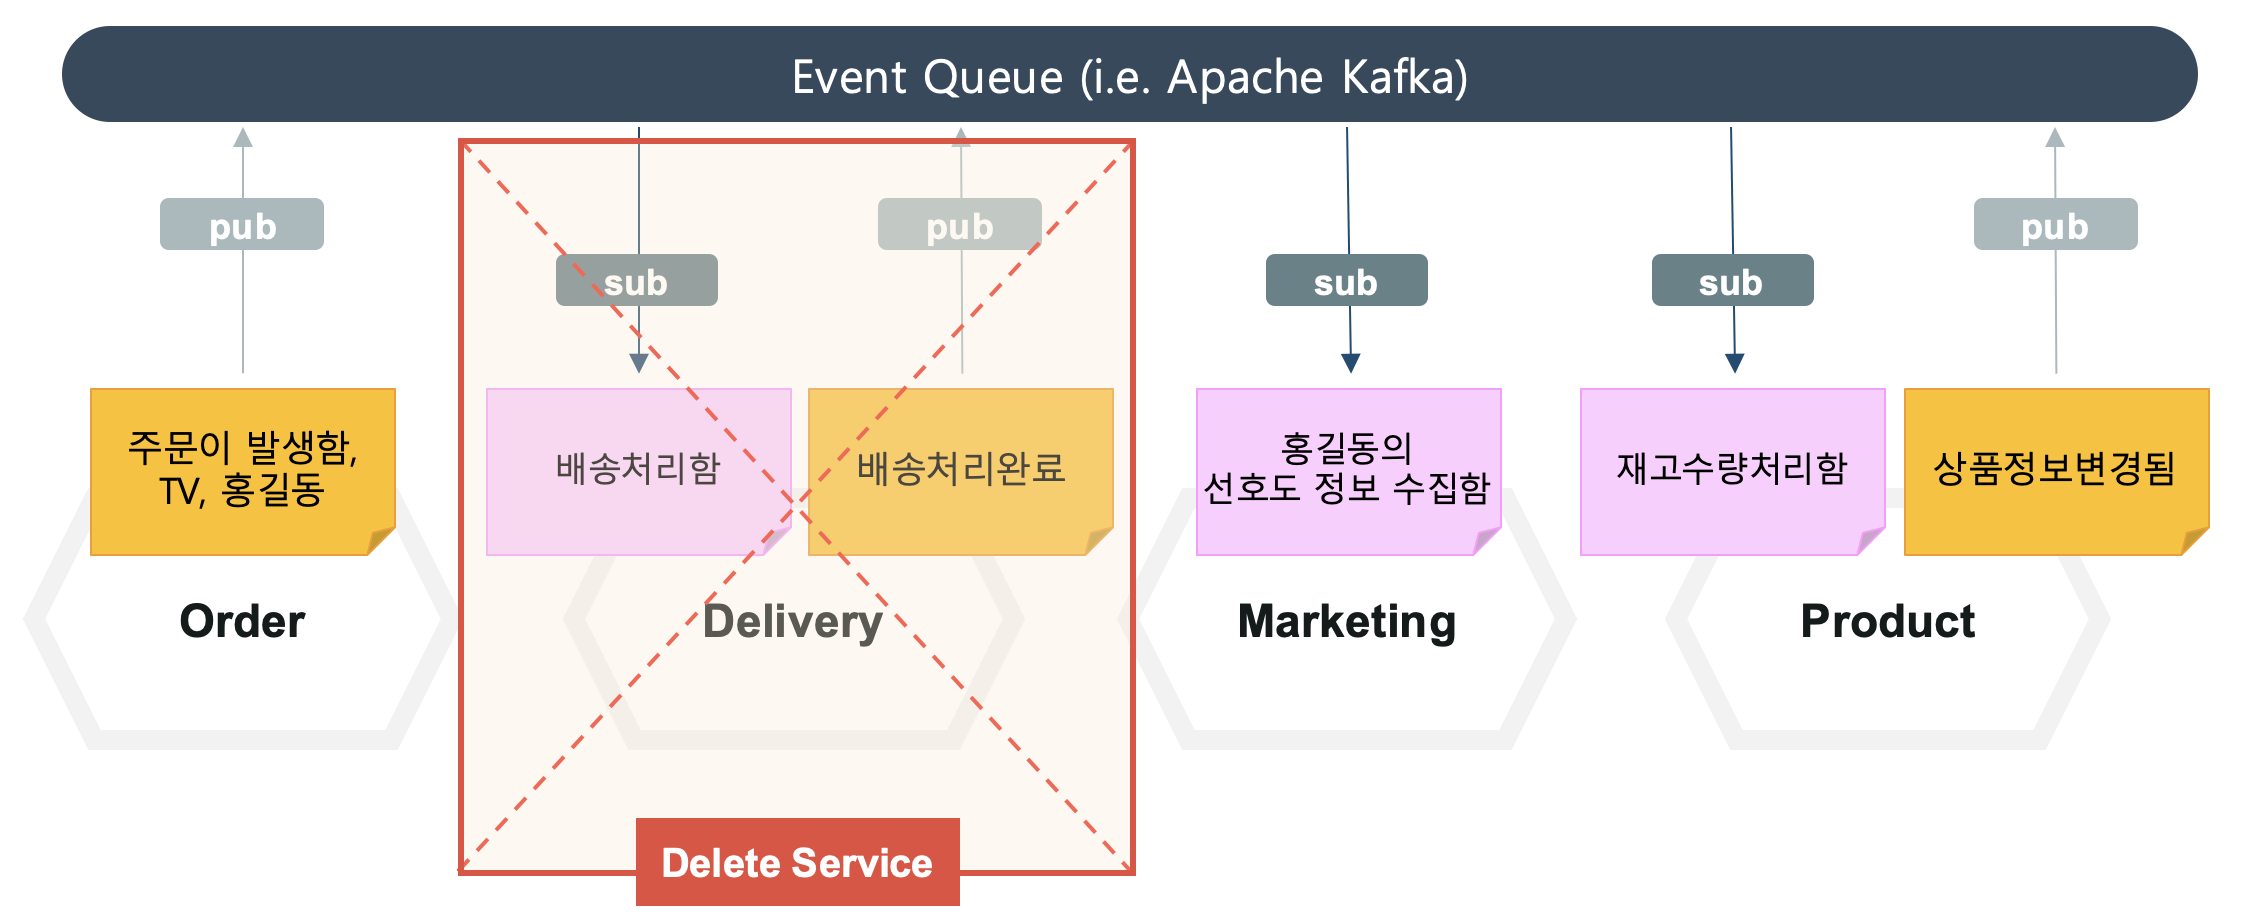 Event Queue (i.e. Apache Kafka)
pub
sub
pub
sub
sub
pub
주문이 발생함,
TV, 홍길동
배송처리함
배송처리완료
홍길동의
선호도 정보 수집함
재고수량처리함
상품정보변경됨
Order
Delivery
Marketing
Product
Delete Service